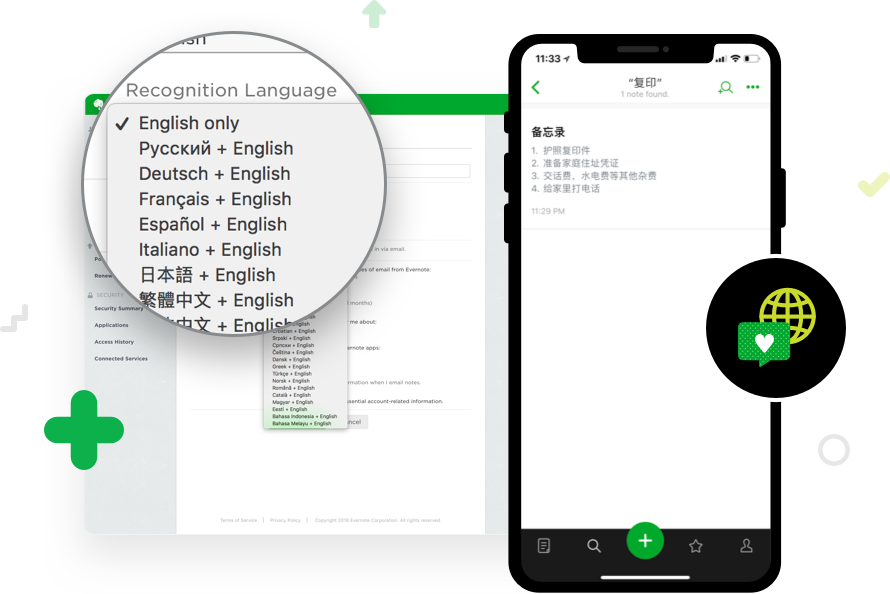 Recognition Language
✓ English only
Русский + English
Deutsch + English
Français + English
Español + English
Italiano + English
日本語 + English
繁體中文 + English
中文 + English
in via email.
es of email from Evernote:
Renew
SECURITY
months)
Security Summary
me about:
Applications
English
Croatian + English
Srpski + English
Access History
Српски + English
ernote apps:
Čeština + English
Connected Services
Dansk + English
Greek + English
Türkçe + English
Norsk + English
rmation when I email notes.
Română + English
Català + English
Magyar + English
ssential account-related information.
Eesti + English
Bahasa Indonesia + English
Bahasa Melayu + English
ncel
Terms of Service | Privacy Policy | Copyright 2018 Evernote Corporation. All rights reserved.
11:33
“复印”
1 note found.
备忘录
1. 护照复印件
2. 准备家庭住址凭证
3. 交话费、水电费等其他杂费
4. 给家里打电话
11:29 PM